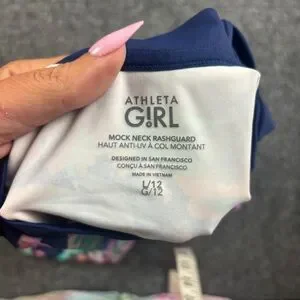 ATHLETA
G!RL
MOCK NECK RASHGUARD
HAUT ANTI-UV À COL MONTANT
DESIGNED IN SAN FRANCISCO
CONÇU À SAN FRANCISCO
MADE IN VIETNAM
L/12
G/12